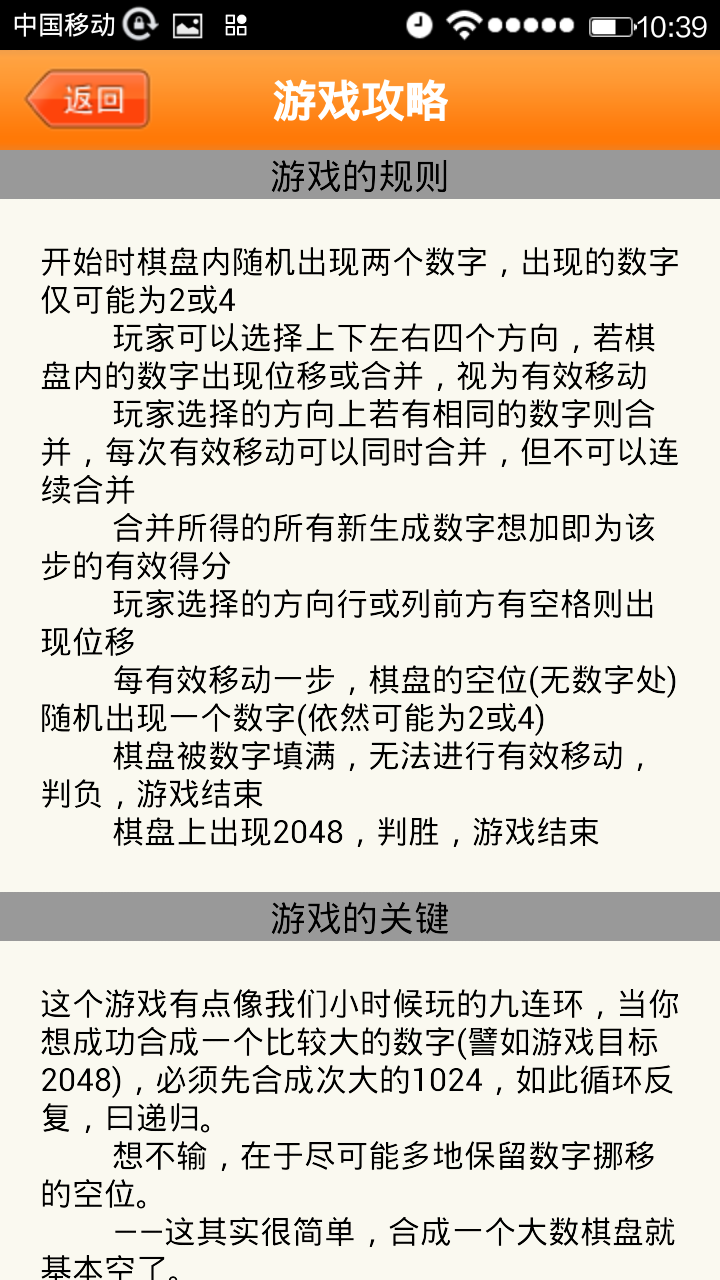 中国移动
10:39
返回
游戏攻略
游戏的规则
开始时棋盘内随机出现两个数字，出现的数字
仅可能为2或4
玩家可以选择上下左右四个方向，若棋
盘内的数字出现位移或合并，视为有效移动
玩家选择的方向上若有相同的数字则合
并，每次有效移动可以同时合并，但不可以连
续合并
合并所得的所有新生成数字想加即为该
步的有效得分
玩家选择的方向行或列前方有空格则出
现位移
每有效移动一步，棋盘的空位(无数字处)
随机出现一个数字(依然可能为2或4)
棋盘被数字填满，无法进行有效移动，
判负，游戏结束
棋盘上出现2048，判胜，游戏结束
游戏的关键
这个游戏有点像我们小时候玩的九连环，当你
想成功合成一个比较大的数字(譬如游戏目标
2048)，必须先合成次大的1024，如此循环反
复，曰递归。
想不输，在于尽可能多地保留数字挪移
的空位。
——这其实很简单，合成一个大数棋盘就
基本空了。